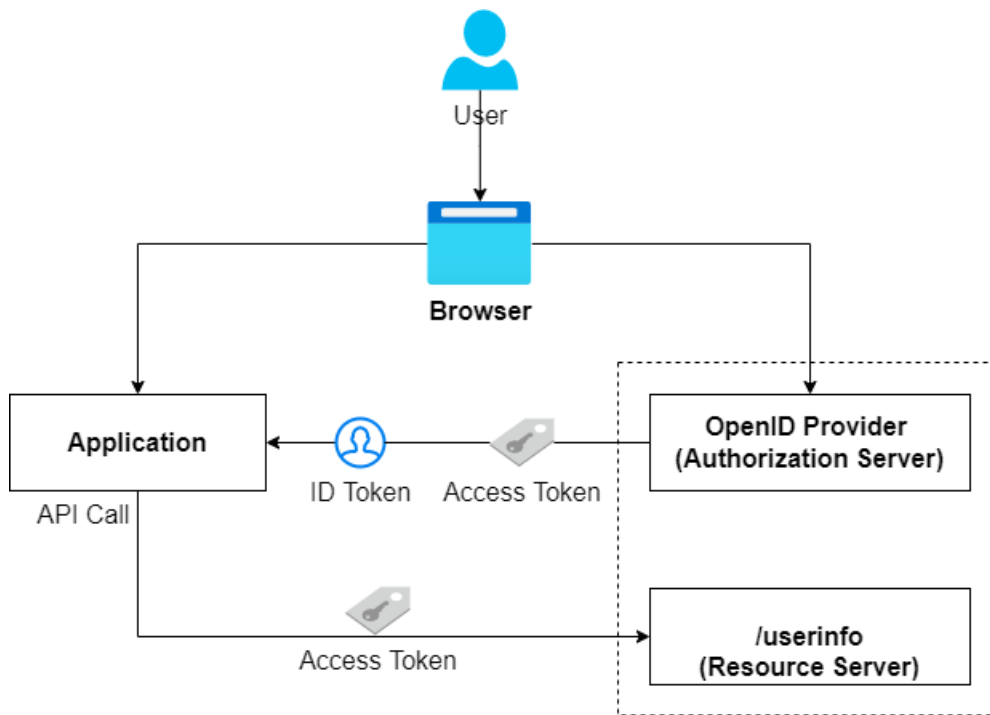 User
Browser
Application
OpenID Provider
(Authorization Server)
ID Token
Access Token
API Call
/userinfo
(Resource Server)
Access Token